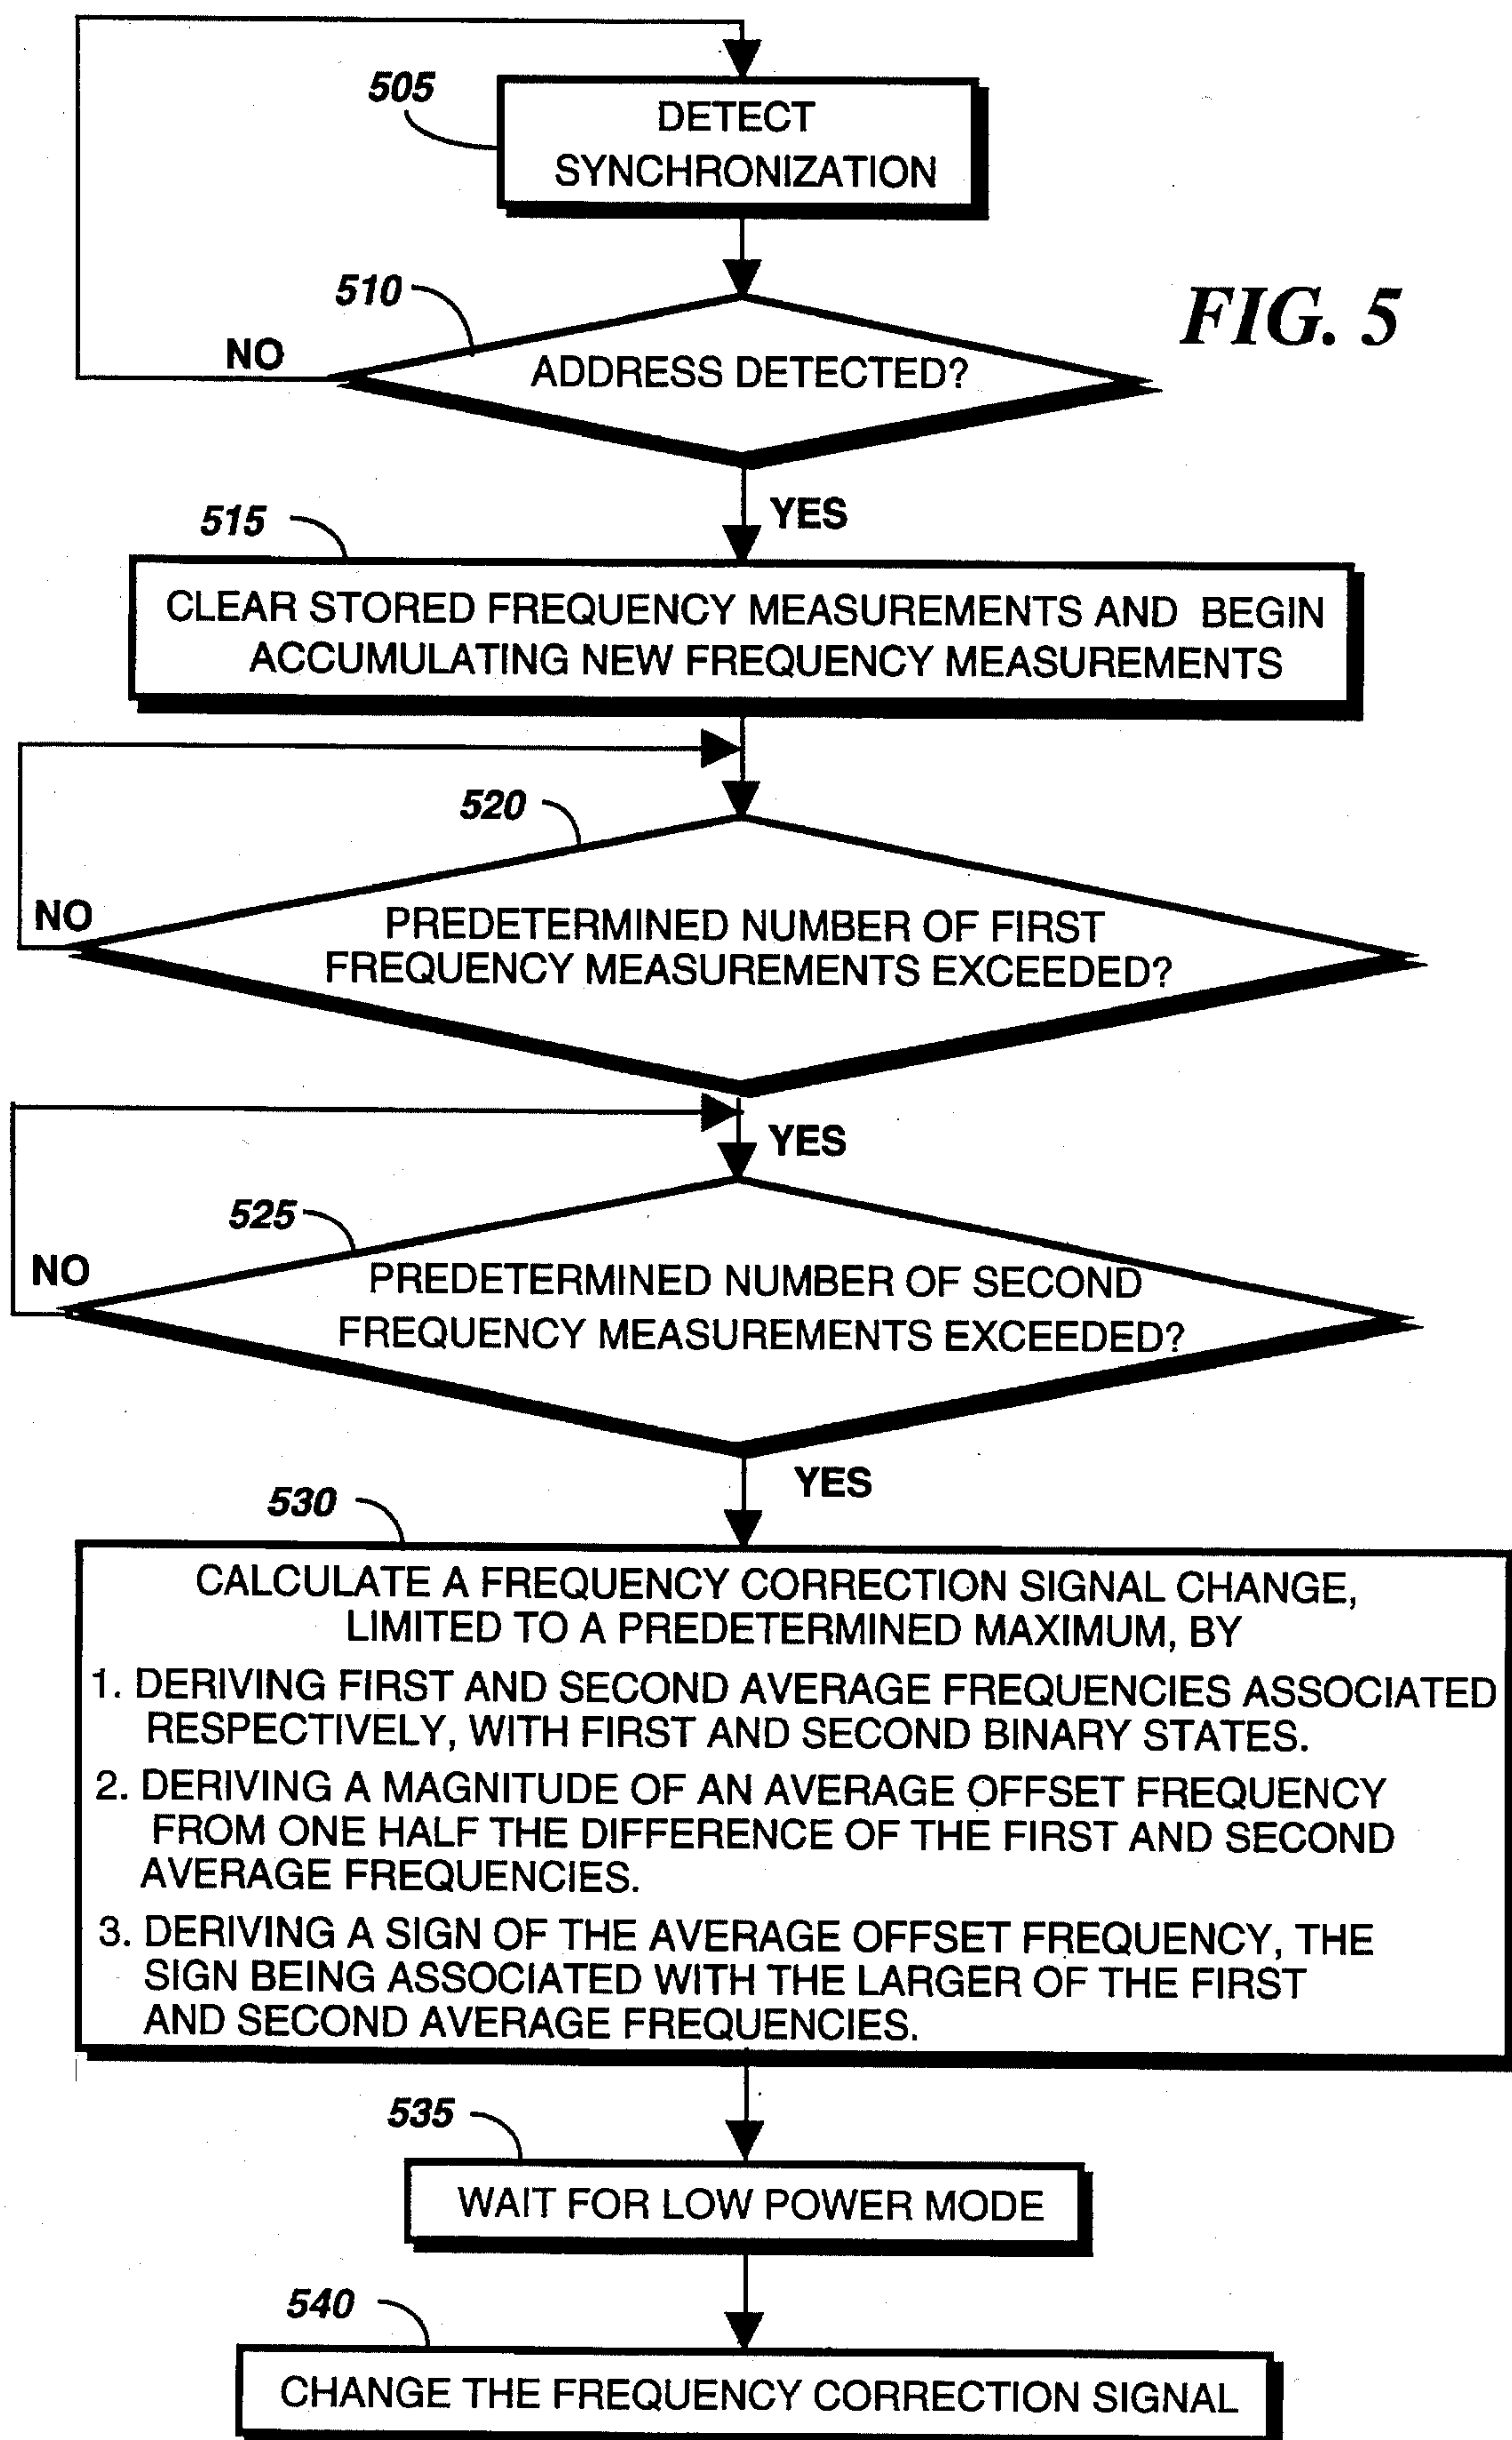 505
DETECT
SYNCHRONIZATION
510
FIG. 5
NO
ADDRESS DETECTED?
YES
515
CLEAR STORED FREQUENCY MEASUREMENTS AND BEGIN
ACCUMULATING NEW FREQUENCY MEASUREMENTS
520
NO
PREDETERMINED NUMBER OF FIRST
FREQUENCY MEASUREMENTS EXCEEDED?
YES
525
NO
PREDETERMINED NUMBER OF SECOND
FREQUENCY MEASUREMENTS EXCEEDED?
YES
530
CALCULATE A FREQUENCY CORRECTION SIGNAL CHANGE,
LIMITED TO A PREDETERMINED MAXIMUM, BY
1. DERIVING FIRST AND SECOND AVERAGE FREQUENCIES ASSOCIATED
RESPECTIVELY, WITH FIRST AND SECOND BINARY STATES.
2. DERIVING A MAGNITUDE OF AN AVERAGE OFFSET FREQUENCY
FROM ONE HALF THE DIFFERENCE OF THE FIRST AND SECOND
AVERAGE FREQUENCIES.
3. DERIVING A SIGN OF THE AVERAGE OFFSET FREQUENCY, THE
SIGN BEING ASSOCIATED WITH THE LARGER OF THE FIRST
AND SECOND AVERAGE FREQUENCIES.
535
WAIT FOR LOW POWER MODE
540
CHANGE THE FREQUENCY CORRECTION SIGNAL